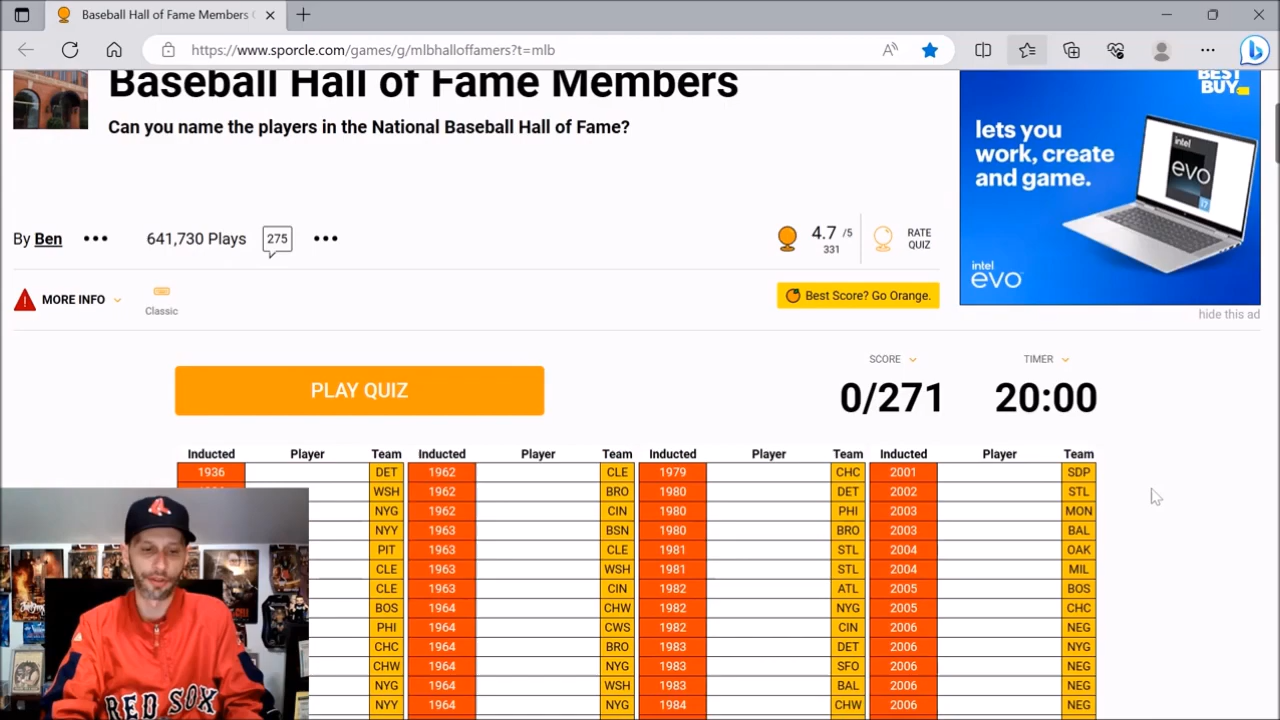 Baseball Hall of Fame Members
https://www.sporcle.com/games/g/mlbhalloffamers?t=mlb
Baseball Hall of Fame Members
Can you name the players in the National Baseball Hall of Fame?
BEST BUY
lets you
work, create
and game.
intel
evo
intel
evo
hide this ad
By Ben
641,730 Plays
275
4.7 /5
331
RATE
QUIZ
MORE INFO
Classic
Best Score? Go Orange.
PLAY QUIZ
SCORE
0/271
TIMER
20:00
Inducted Player Team Inducted Player Team Inducted Player Team Inducted Player Team
1936 DET 1962 CLE 1979 CHC 2001 SDP
WSH 1962 BRO 1980 DET 2002 STL
NYG 1962 CIN 1980 PHI 2003 MON
NYY 1963 BSN 1980 BRO 2003 BAL
PIT 1963 CLE 1981 STL 2004 OAK
CLE 1963 WSH 1981 STL 2004 MIL
CLE 1963 CIN 1982 ATL 2005 BOS
BOS 1964 CHW 1982 NYG 2005 CHC
PHI 1964 CWS 1982 CIN 2006 NEG
CHC 1964 BRO 1983 DET 2006 NYG
CHW 1964 NYG 1983 SFO 2006 NEG
NYG 1964 WSH 1983 BAL 2006 NEG
NYY 1964 NYG 1984 CHW 2006 NEG
RED SOX